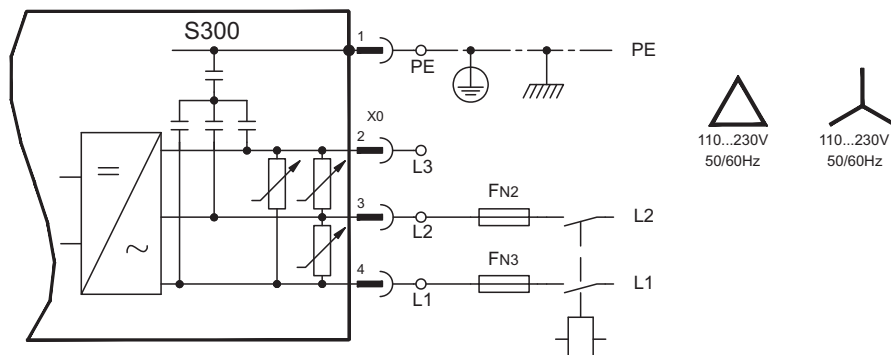 S300
1
PE
PE
X0
2
L3
3
L2
FN2
L2
4
L1
FN3
L1
110...230V
50/60Hz
110...230V
50/60Hz